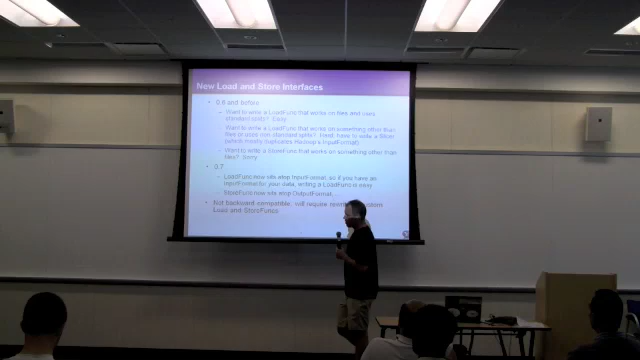 New Load and Store Interfaces
0.6 and before
Want to write a LoadFunc that works on files and uses
standard splits? Easy
Want to write a LoadFunc that works on something other than
files or uses non standard splits? Hard, have to write a Slicer
(which mostly duplicates Hadoop's InputFormat)
Want to write a StoreFunc that works on something other than
files? Sorry
0.7
LoadFunc now sits atop InputFormat, so if you have an
InputFormat for your data, writing a LoadFunc is easy
StoreFunc now sits atop OutputFormat
Not backward compatible, will require
Load and StoreFuncs